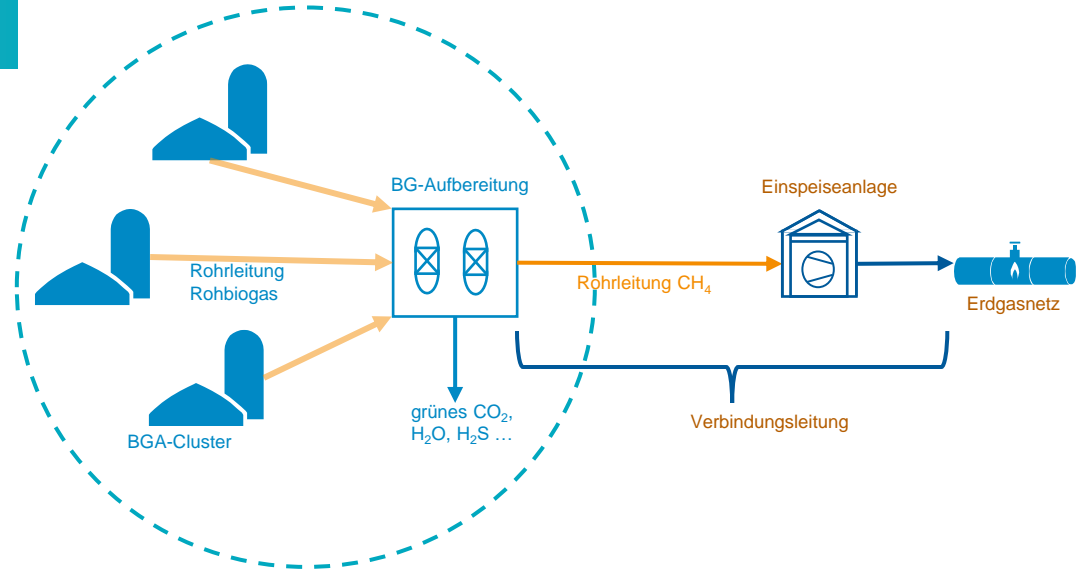 BG-Aufbereitung
Einspeiseanlage
Rohrleitung
Rohbiogas
Rohrleitung CH₄
Erdgasnetz
grünes CO₂,
H₂O, H₂S ...
Verbindungsleitung
BGA-Cluster